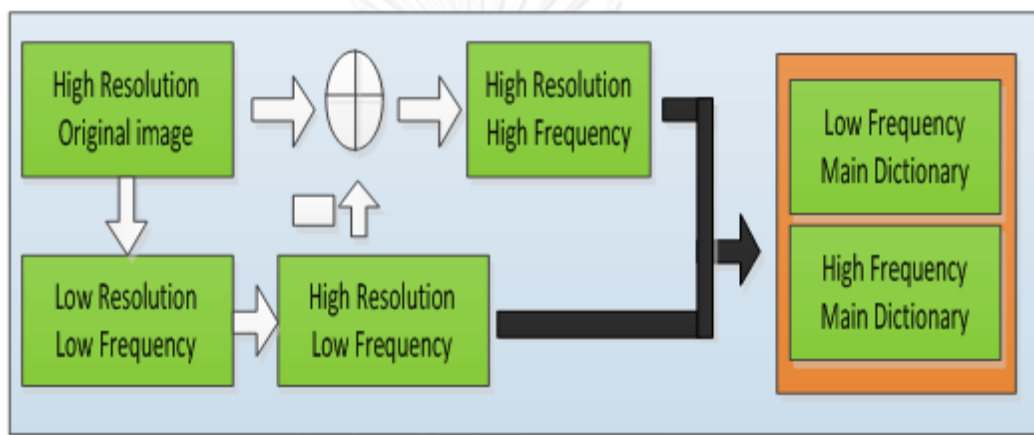 High Resolution
Original image
High Resolution
High Frequency
Low Frequency
Main Dictionary
Low Resolution
Low Frequency
High Resolution
Low Frequency
High Frequency
Main Dictionary